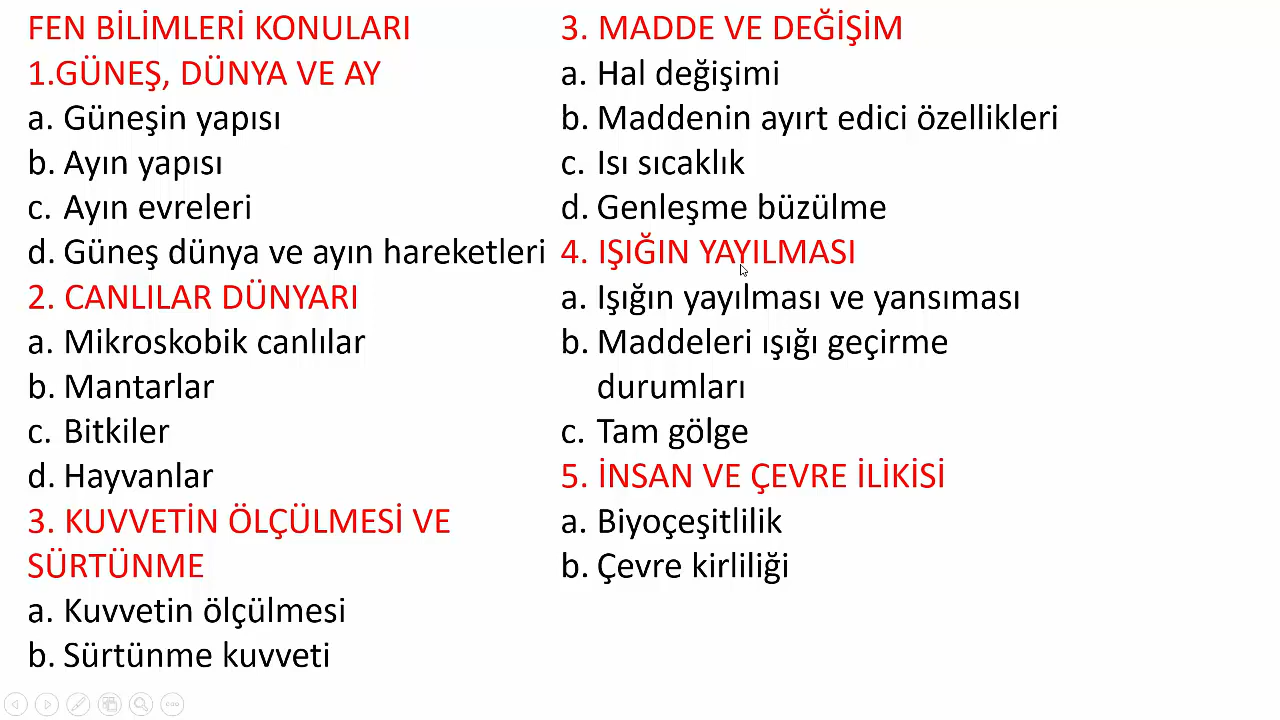 FEN BİLİMLERİ KONULARI
1.GÜNEŞ, DÜNYA VE AY
a. Güneşin yapısı
b. Ayın yapısı
c. Ayın evreleri
d. Güneş dünya ve ayın hareketleri
2. CANLILAR DÜNYARI
a. Mikroskobik canlılar
b. Mantarlar
c. Bitkiler
d. Hayvanlar
3. KUVVETİN ÖLÇÜLMESİ VE
SÜRTÜNME
a. Kuvvetin ölçülmesi
b. Sürtünme kuvveti
3. MADDE VE DEĞİŞİM
a. Hal değişimi
b. Maddenin ayırt edici özellikleri
c. Isı sıcaklık
d. Genleşme büzülme
4. IŞIĞIN YAYILMASI
a. Işığın yayılması ve yansıması
b. Maddeleri ışığı geçirme
durumları
c. Tam gölge
5. İNSAN VE ÇEVRE İLİKİSİ
a. Biyoçeşitlilik
b. Çevre kirliliği